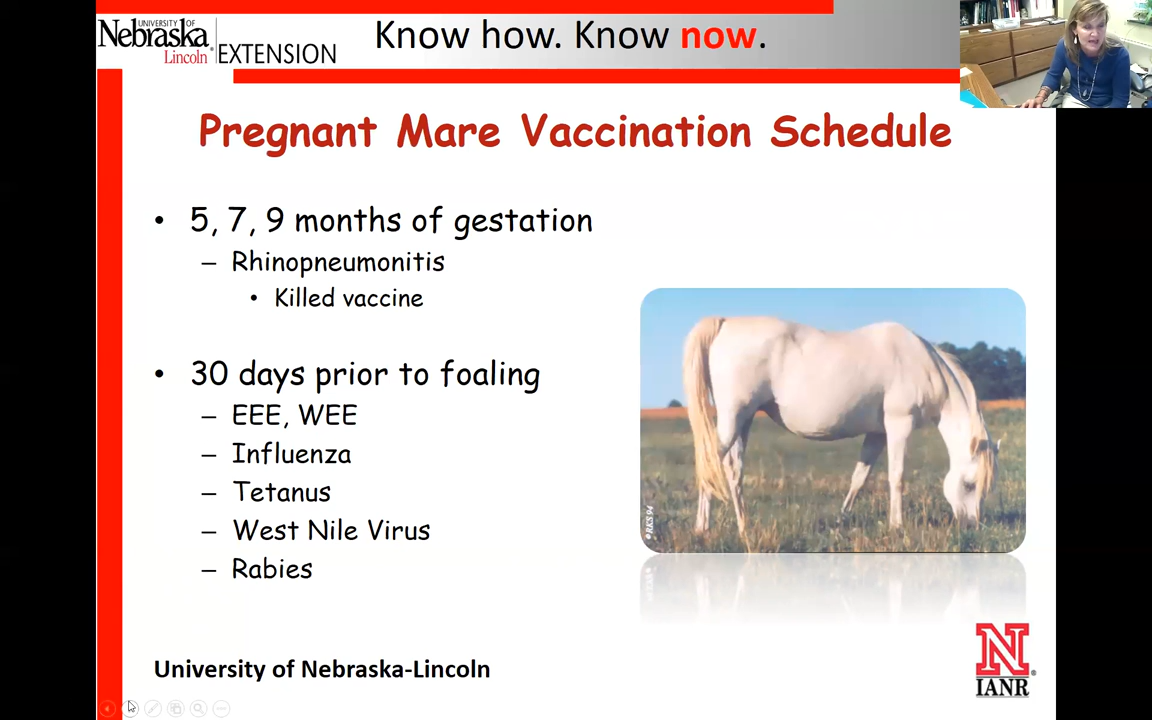 UNIVERSITY OF
Nebraska
Lincoln®
EXTENSION
Know how. Know now.
Pregnant Mare Vaccination Schedule
• 5, 7, 9 months of gestation
– Rhinopneumonitis
• Killed vaccine
• 30 days prior to foaling
– EEE, WEE
– Influenza
– Tetanus
– West Nile Virus
– Rabies
©RKS 94
University of Nebraska-Lincoln
N®
IANR